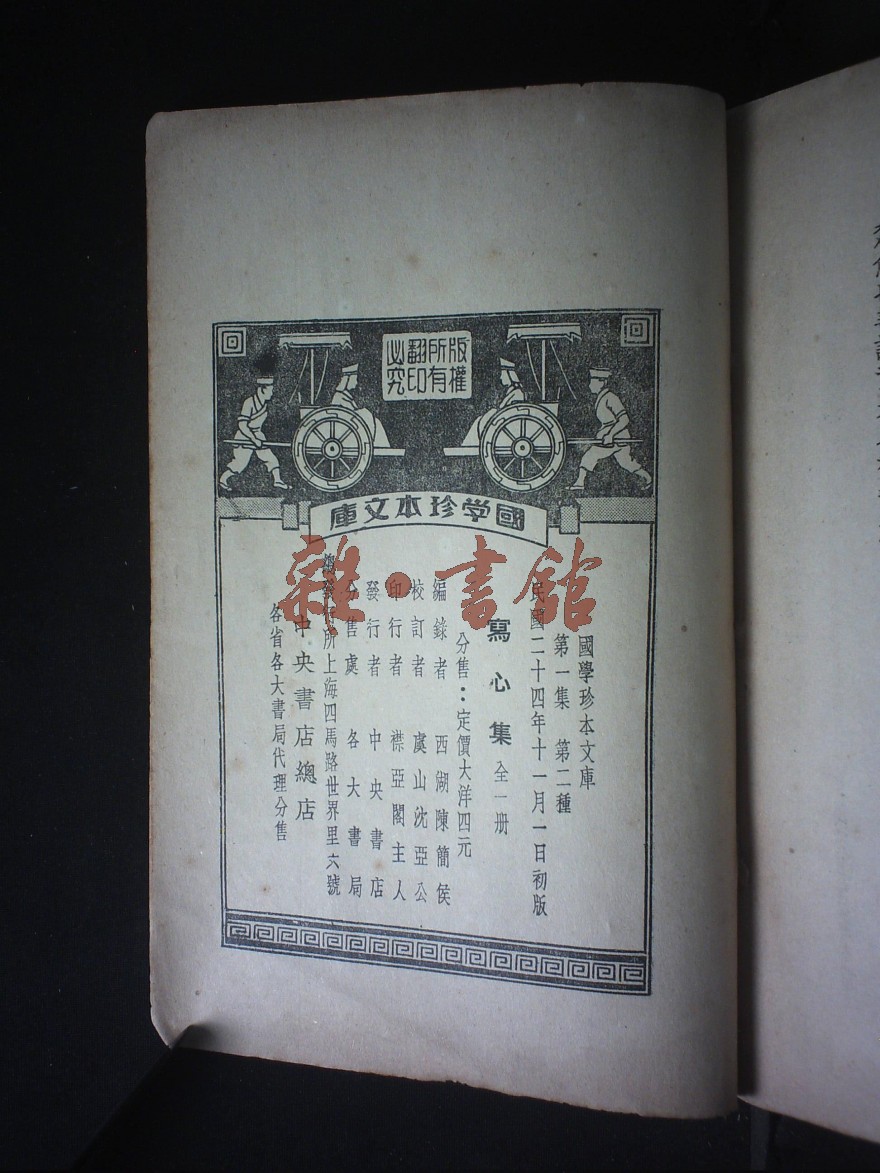 版權所有翻印必究
國学珍本文庫
國學珍本文庫
第一集 第二種
民國二十四年十一月一日初版
寫心集 全一册
分售：定價大洋四元
編錄者 西湖陳簡侯
校訂者 虞山沈亞公
印行者 襟亞閣主人
發行者 中央書店
分售處 各大書局
總發行所上海四馬路世界里六號
中央書店總店
各省各大書局代理分售
雜·書館